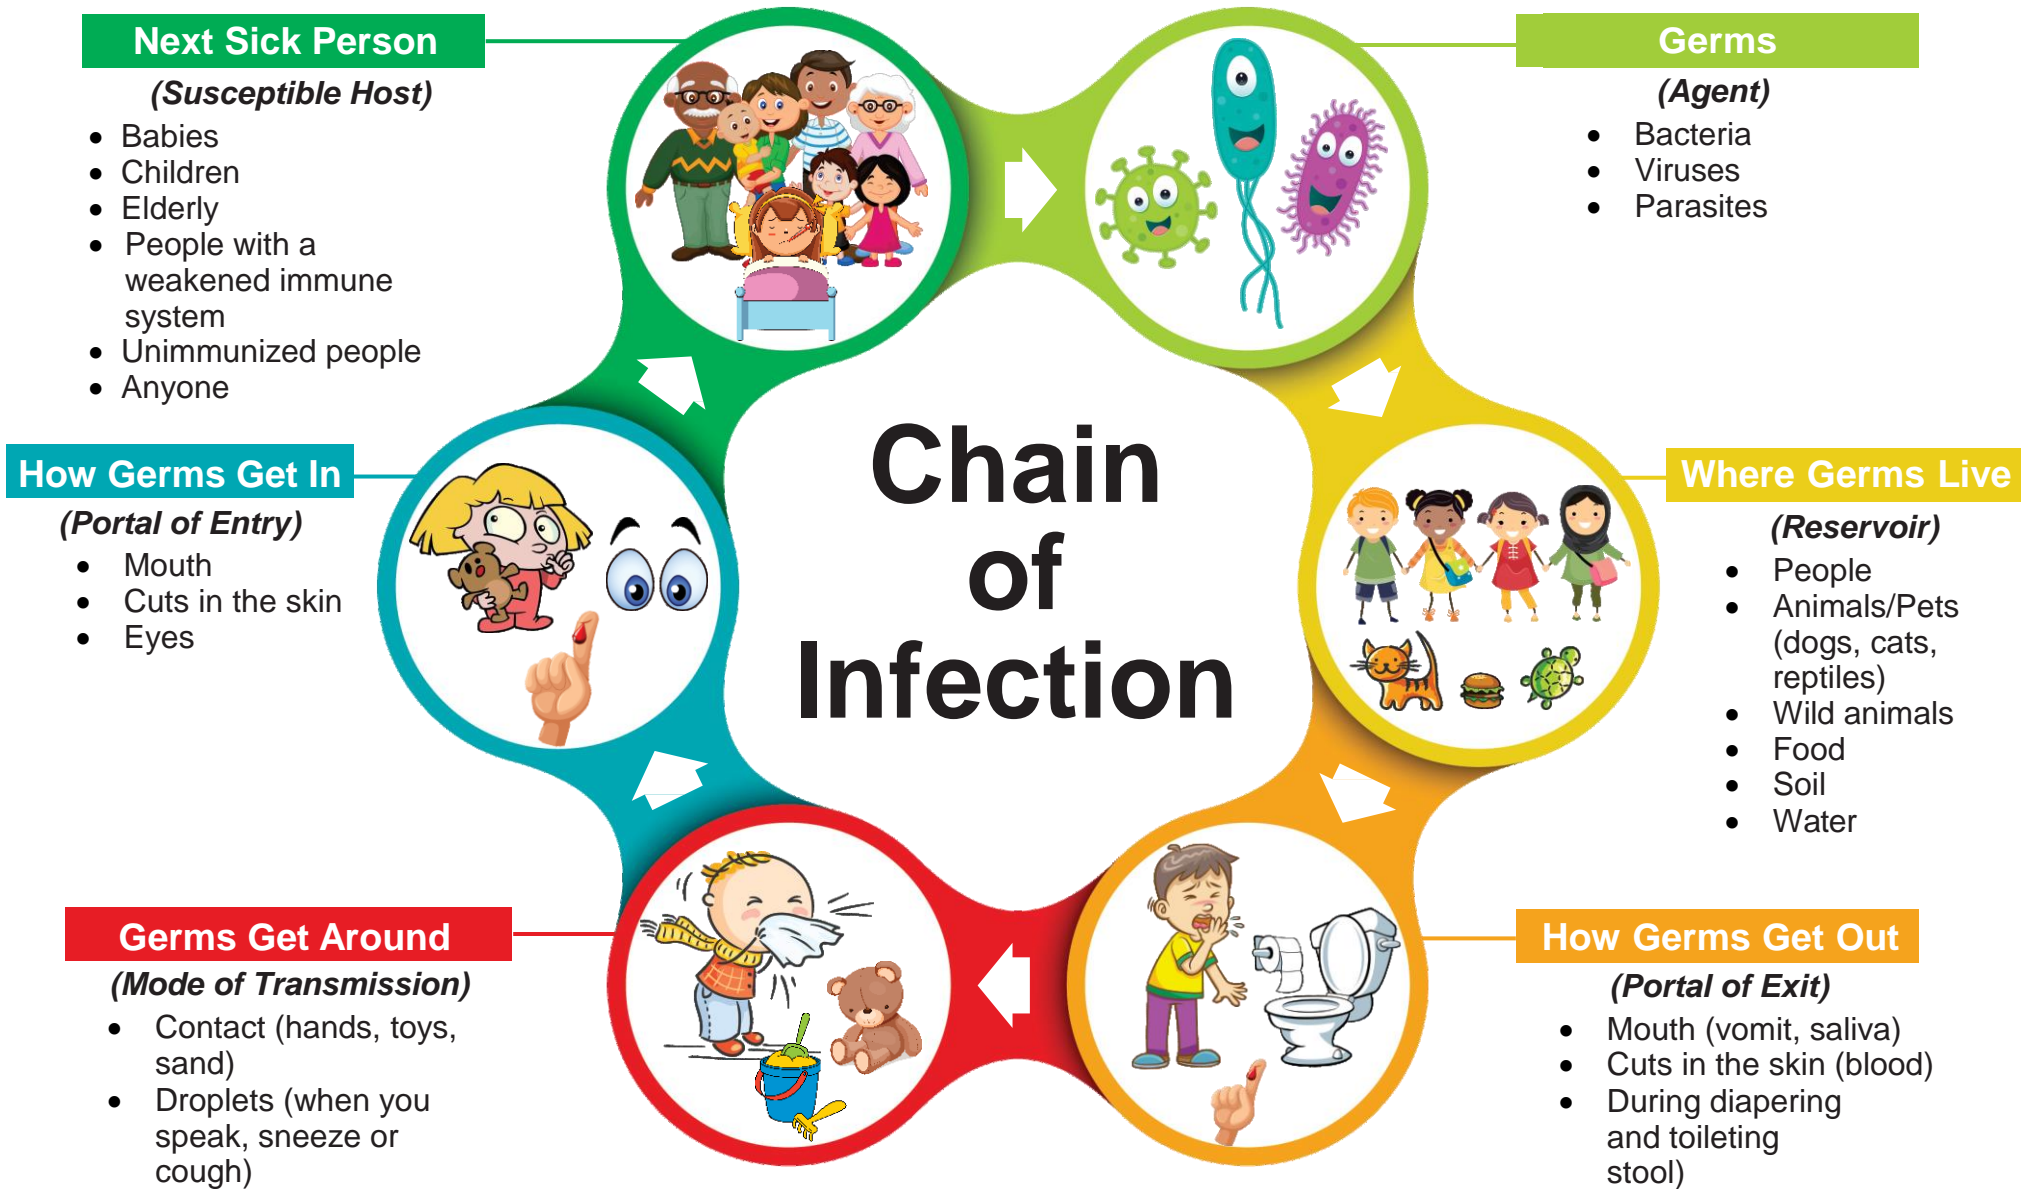 Next Sick Person
(Susceptible Host)
• Babies
• Children
• Elderly
• People with a
weakened immune
system
• Unimmunized people
• Anyone
Germs
(Agent)
• Bacteria
• Viruses
• Parasites
Chain
of
Infection
How Germs Get In
(Portal of Entry)
• Mouth
• Cuts in the skin
• Eyes
Where Germs Live
(Reservoir)
• People
• Animals/Pets
(dogs, cats,
reptiles)
• Wild animals
• Food
• Soil
• Water
Germs Get Around
(Mode of Transmission)
• Contact (hands, toys,
sand)
• Droplets (when you
speak, sneeze or
cough)
How Germs Get Out
(Portal of Exit)
• Mouth (vomit, saliva)
• Cuts in the skin (blood)
• During diapering
and toileting
stool)